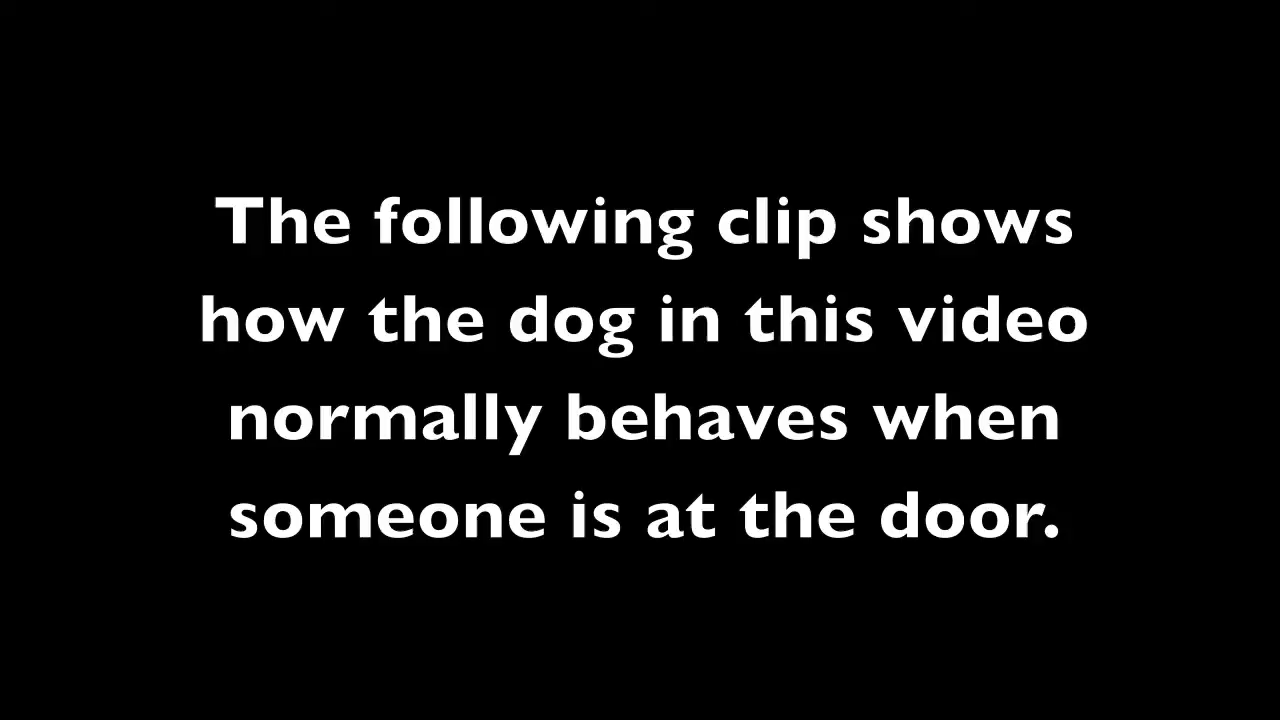 The following clip shows
how the dog in this video
normally behaves when
someone is at the door.